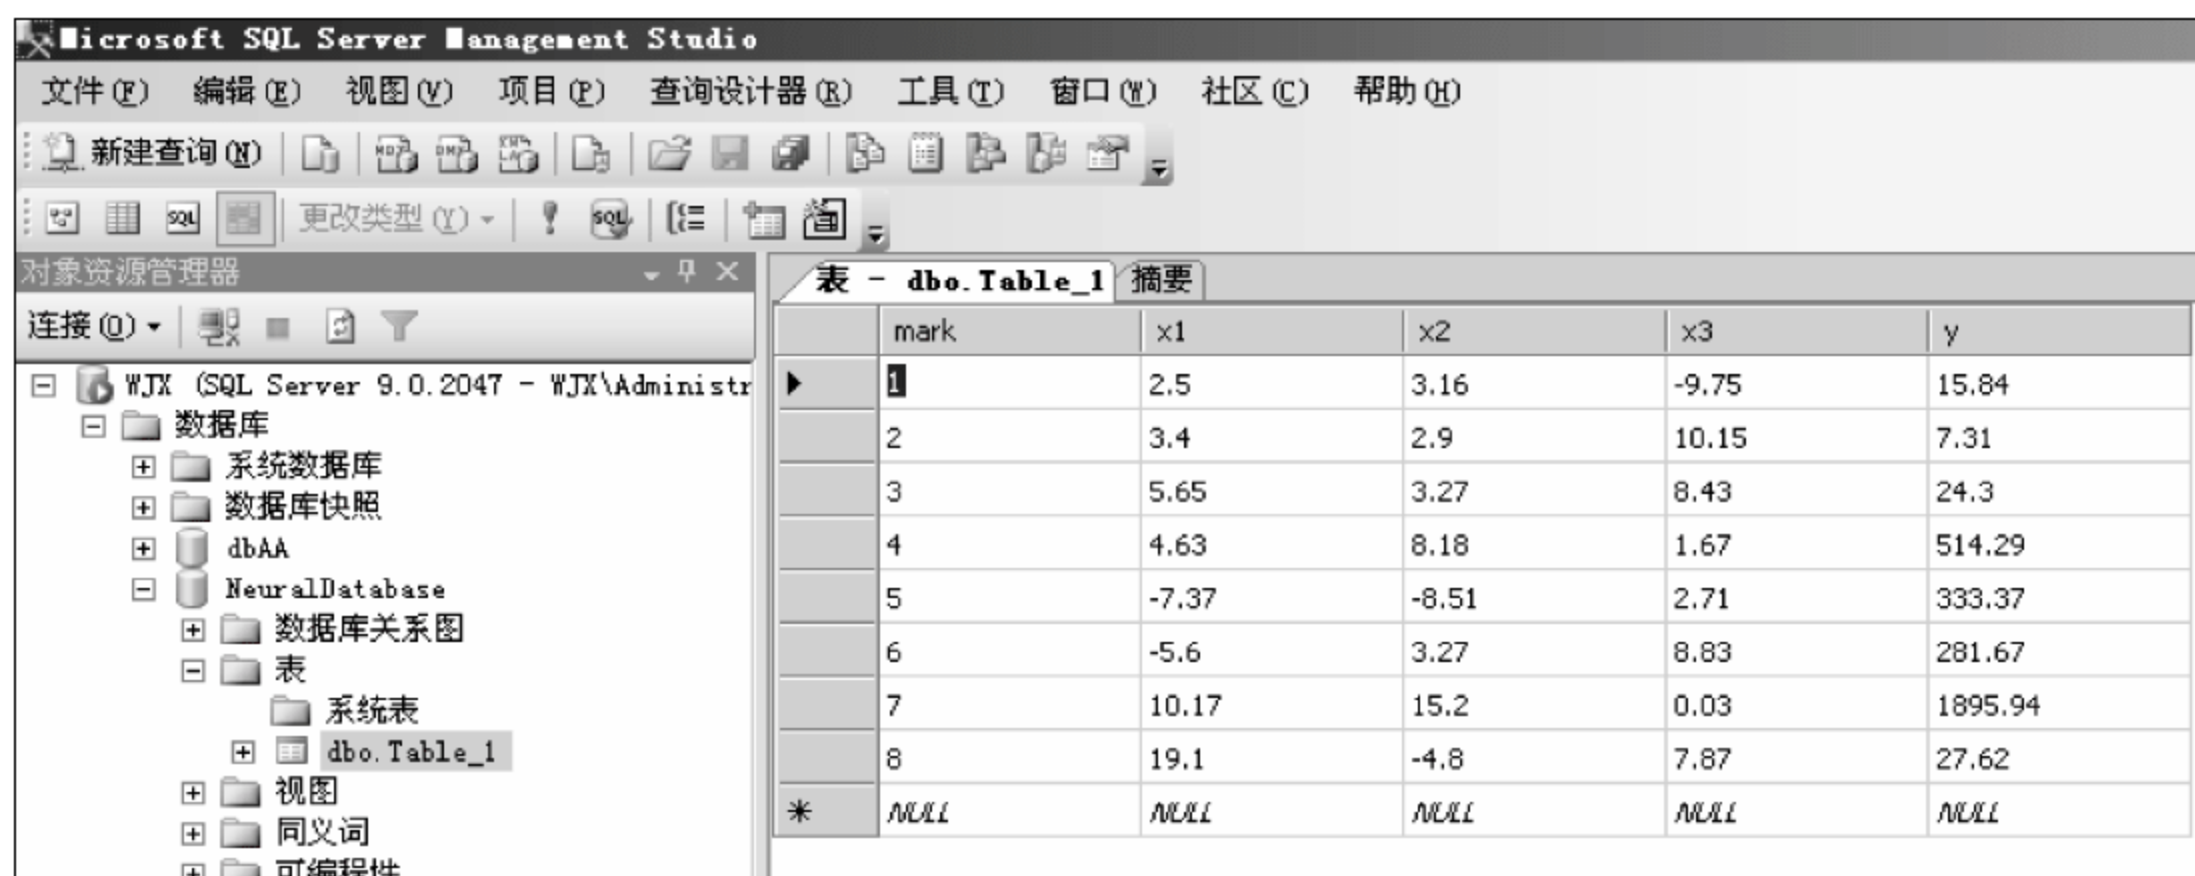 Microsoft SQL Server Management Studio
文件(F) 编辑(E) 视图(V) 项目(P) 查询设计器(R) 工具(T) 窗口(W) 社区(C) 帮助(H)
新建查询(N) MDX DMX XMLA
SQL 更改类型(Y) SQL
对象资源管理器
连接(O)
WJX (SQL Server 9.0.2047 - WJX\Administr
数据库
系统数据库
数据库快照
dbAA
NeuralDatabase
数据库关系图
表
系统表
dbo.Table_1
视图
同义词
可编程性
表 - dbo.Table_1 摘要
mark x1 x2 x3 y
1 2.5 3.16 -9.75 15.84
2 3.4 2.9 10.15 7.31
3 5.65 3.27 8.43 24.3
4 4.63 8.18 1.67 514.29
5 -7.37 -8.51 2.71 333.37
6 -5.6 3.27 8.83 281.67
7 10.17 15.2 0.03 1895.94
8 19.1 -4.8 7.87 27.62
NULL NULL NULL NULL NULL